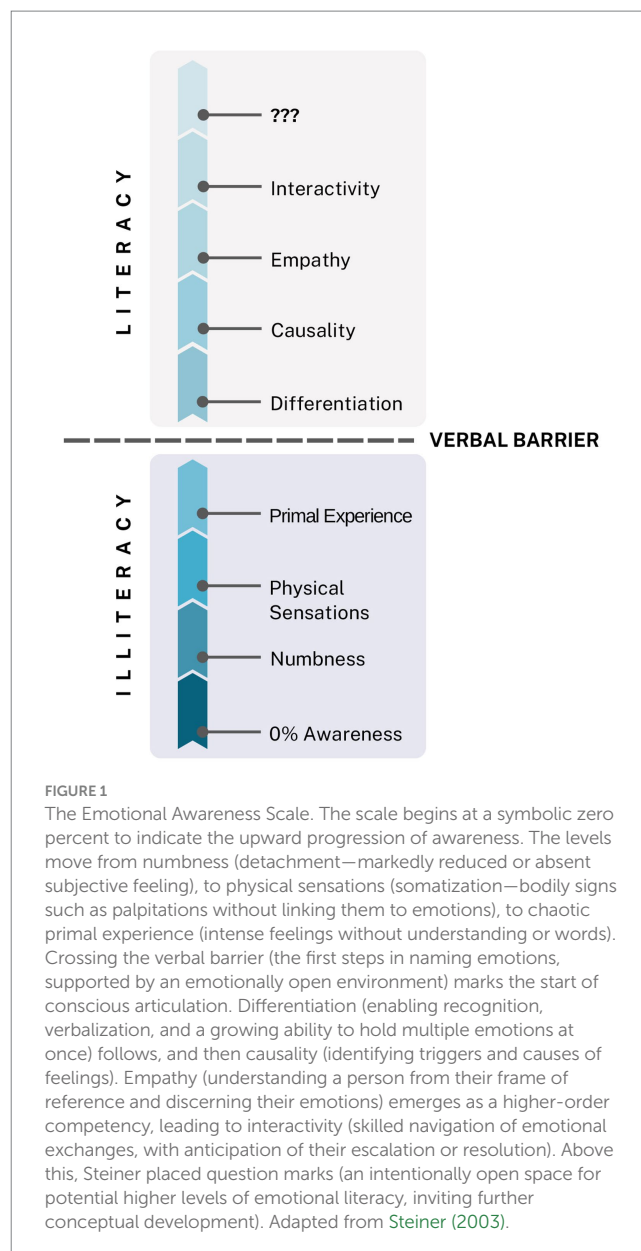 ???
Interactivity
Empathy
Causality
Differentiation
LITERACY
VERBAL BARRIER
Primal Experience
Physical
Sensations
Numbness
0% Awareness
ILLITERACY
FIGURE 1
The Emotional Awareness Scale. The scale begins at a symbolic zero
percent to indicate the upward progression of awareness. The levels
move from numbness (detachment—markedly reduced or absent
subjective feeling), to physical sensations (somatization—bodily signs
such as palpitations without linking them to emotions), to chaotic
primal experience (intense feelings without understanding or words).
Crossing the verbal barrier (the first steps in naming emotions,
supported by an emotionally open environment) marks the start of
conscious articulation. Differentiation (enabling recognition,
verbalization, and a growing ability to hold multiple emotions at
once) follows, and then causality (identifying triggers and causes of
feelings). Empathy (understanding a person from their frame of
reference and discerning their emotions) emerges as a higher-order
competency, leading to interactivity (skilled navigation of emotional
exchanges, with anticipation of their escalation or resolution). Above
this, Steiner placed question marks (an intentionally open space for
potential higher levels of emotional literacy, inviting further
conceptual development). Adapted from Steiner (2003).